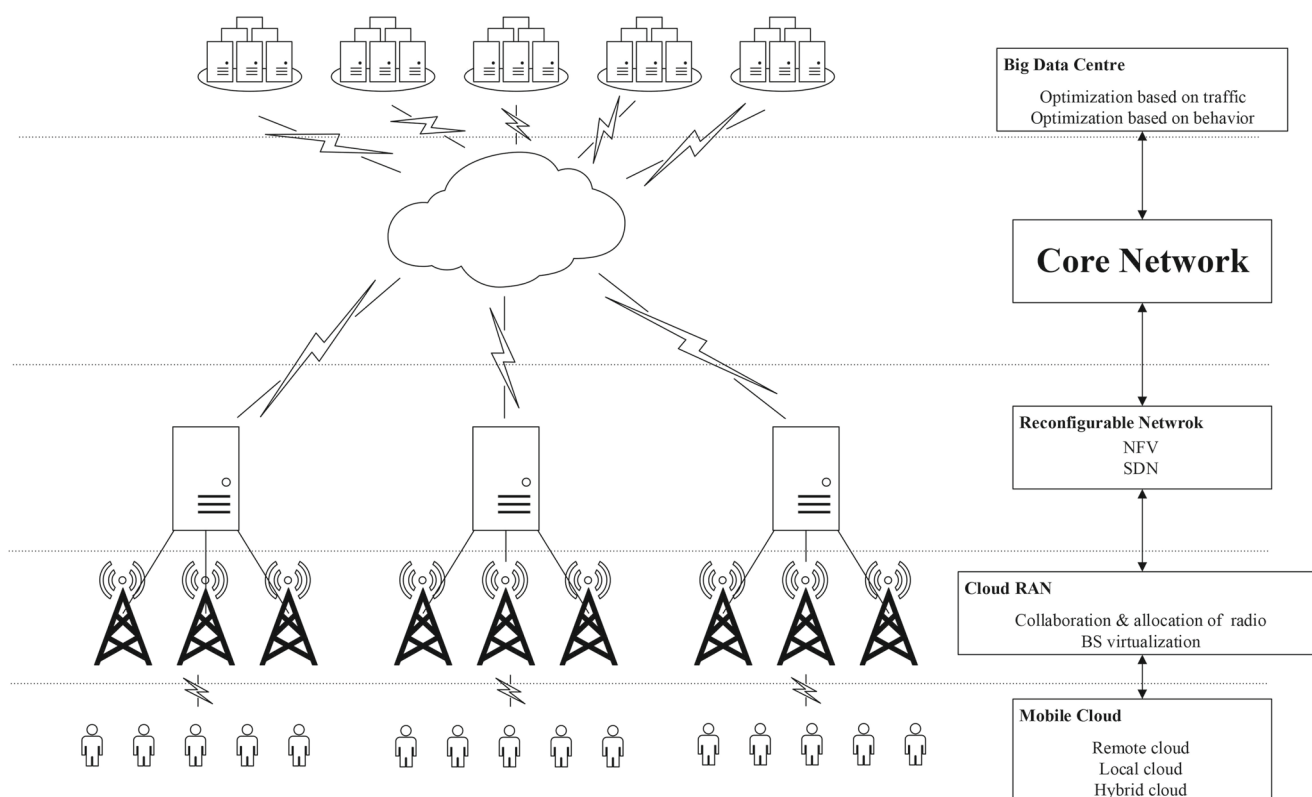 Big Data Centre
Optimization based on traffic
Optimization based on behavior
Core Network
Reconfigurable Netwrok
NFV
SDN
Cloud RAN
Collaboration & allocation of radio
BS virtualization
Mobile Cloud
Remote cloud
Local cloud
Hybrid cloud